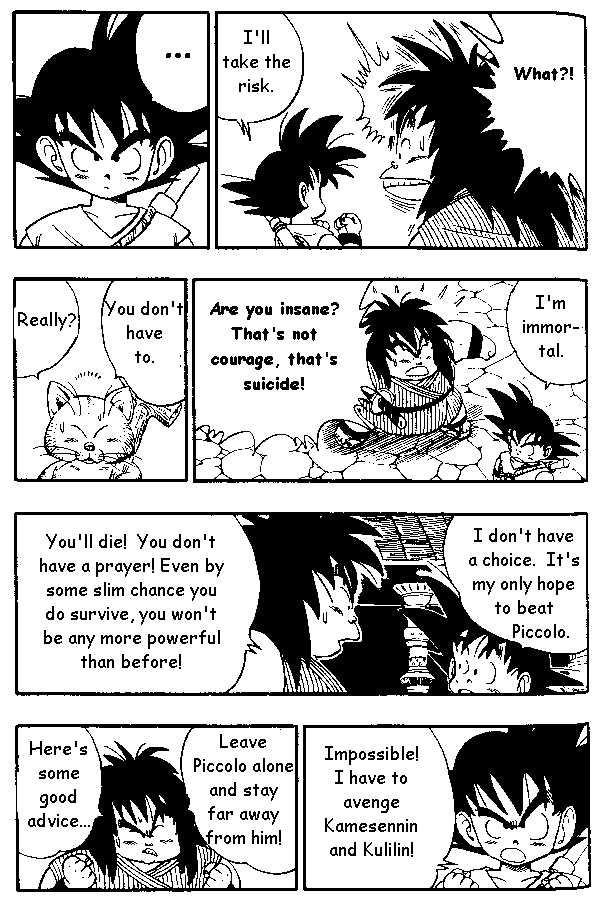 ...
I'll
take the
risk.
What?!
Really?
You don't
have
to.
Are you insane?
That's not
courage, that's
suicide!
I'm
immor-
tal.
You'll die! You don't
have a prayer! Even by
some slim chance you
do survive, you won't
be any more powerful
than before!
I don't have
a choice. It's
my only hope
to beat
Piccolo.
Here's
some
good
advice...
Leave
Piccolo alone
and stay
far away
from him!
Impossible!
I have to
avenge
Kamesennin
and Kulilin!